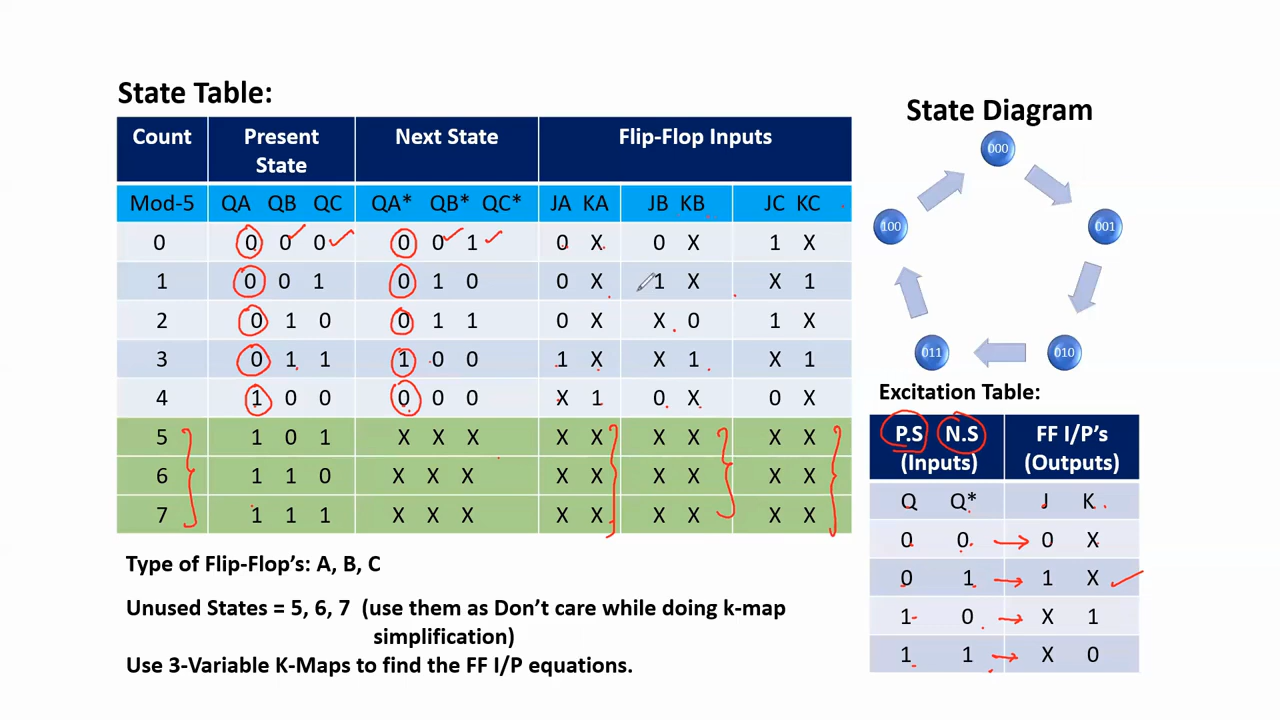 State Table:
Count Present State Next State Flip-Flop Inputs
Mod-5 QA QB QC QA* QB* QC* JA KA JB KB JC KC
0 0 0 0 0 0 1 0 X 0 X 1 X
1 0 0 1 0 1 0 0 X 1 X X 1
2 0 1 0 0 1 1 0 X X 0 1 X
3 0 1 1 1 0 0 1 X X 1 X 1
4 1 0 0 0 0 0 X 1 0 X 0 X
5 1 0 1 X X X X X X X X X
6 1 1 0 X X X X X X X X X
7 1 1 1 X X X X X X X X X
Type of Flip-Flop's: A, B, C
Unused States = 5, 6, 7 (use them as Don't care while doing k-map
simplification)
Use 3-Variable K-Maps to find the FF I/P equations.
State Diagram
000
100
001
011
010
Excitation Table:
P.S N.S FF I/P's
(Inputs) (Outputs)
Q Q* J K
0 0 0 X
0 1 1 X
1 0 X 1
1 1 X 0